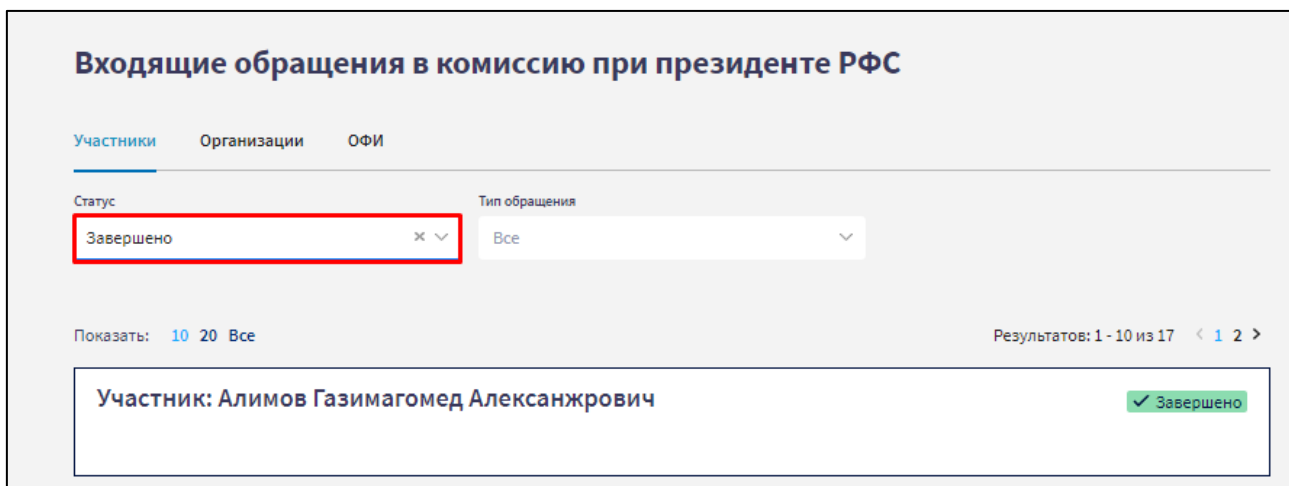 Входящие обращения в комиссию при президенте РФС
Участники Организации ОФИ
Статус Тип обращения
Завершено Все
Показать: 10 20 Все Результатов: 1 - 10 из 17 1 2
Участник: Алимов Газимагомед Алексанжрович
Завершено